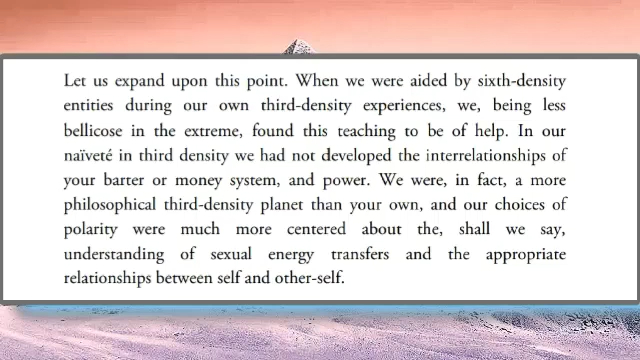 Let us expand upon this point. When we were aided by sixth-density
entities during our own third-density experiences, we, being less
bellicose in the extreme, found this teaching to be of help. In our
naïveté in third density we had not developed the interrelationships of
your barter or money system, and power. We were, in fact, a more
philosophical third-density planet than your own, and our choices of
polarity were much more centered about the, shall we say,
understanding of sexual energy transfers and the appropriate
relationships between self and other-self.